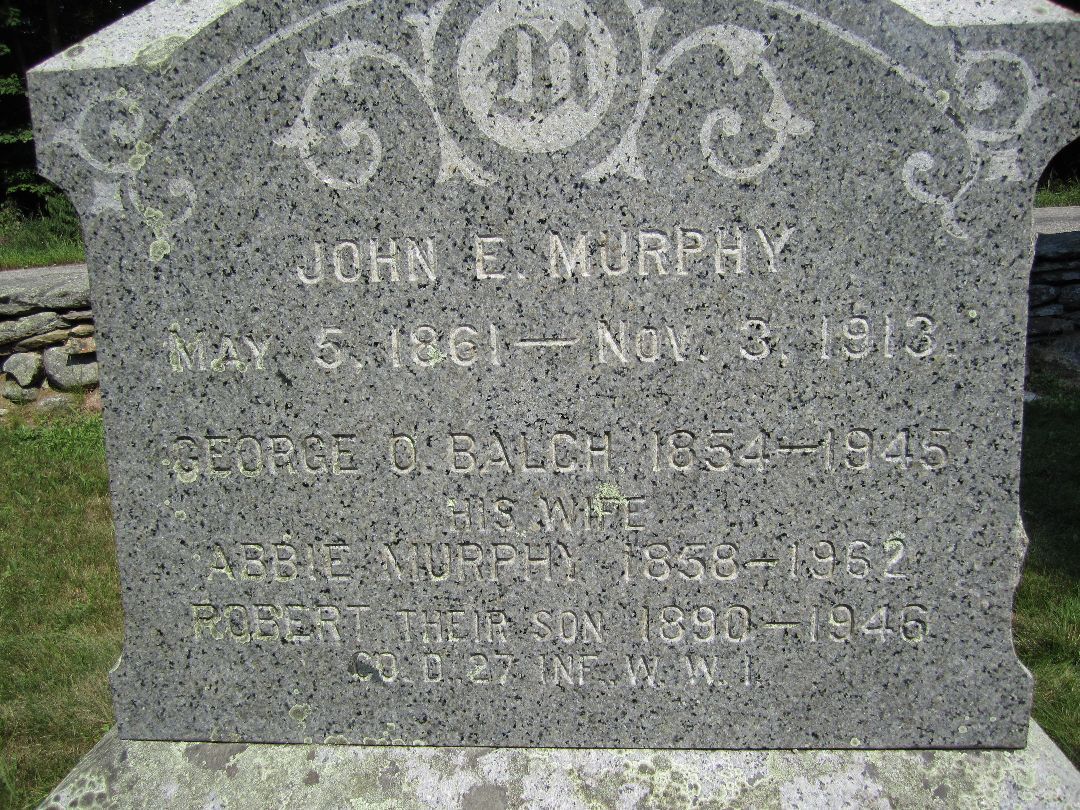 M
JOHN E. MURPHY
MAY 5, 1861 — NOV. 3, 1913.
GEORGE O. BALCH 1854 — 1945
HIS WIFE
ABBIE MURPHY 1858 — 1962
ROBERT THEIR SON 1890 — 1946
CO. D. 27 INF. W. W. I.